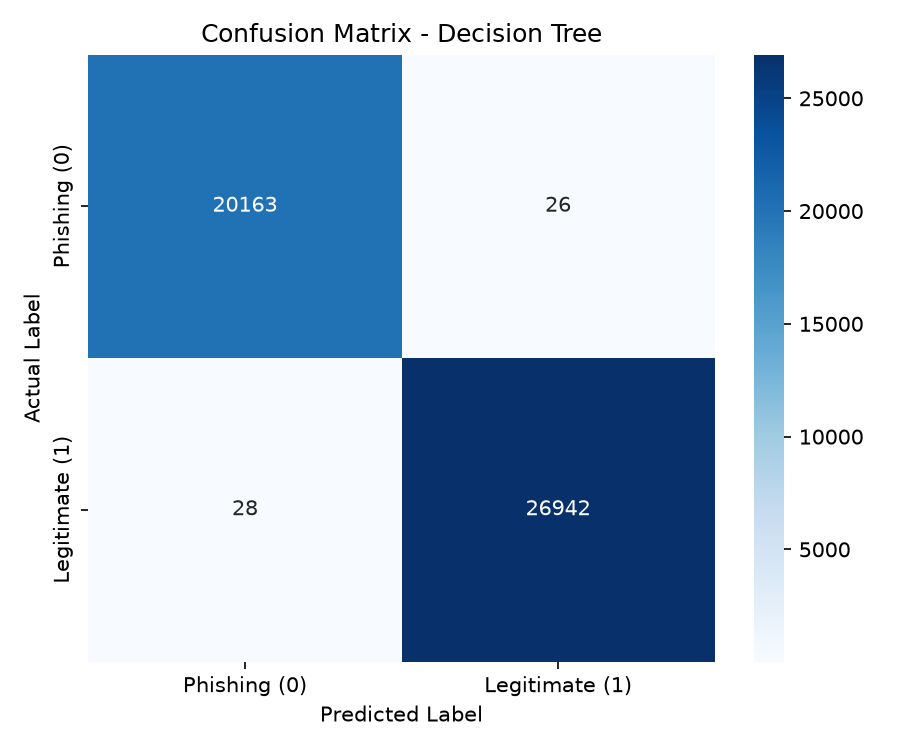 Confusion Matrix - Decision Tree
Actual Label
Phishing (0)
Legitimate (1)
20163
26
28
26942
Phishing (0)
Legitimate (1)
Predicted Label
25000
20000
15000
10000
5000